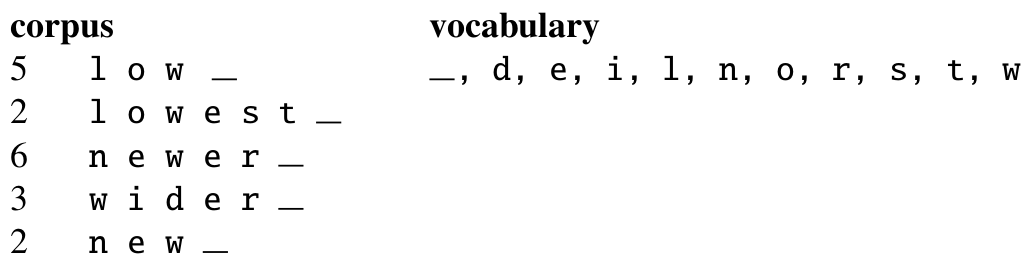 corpus vocabulary
5 l o w _ _, d, e, i, l, n, o, r, s, t, w
2 l o w e s t _
6 n e w e r _
3 w i d e r _
2 n e w _